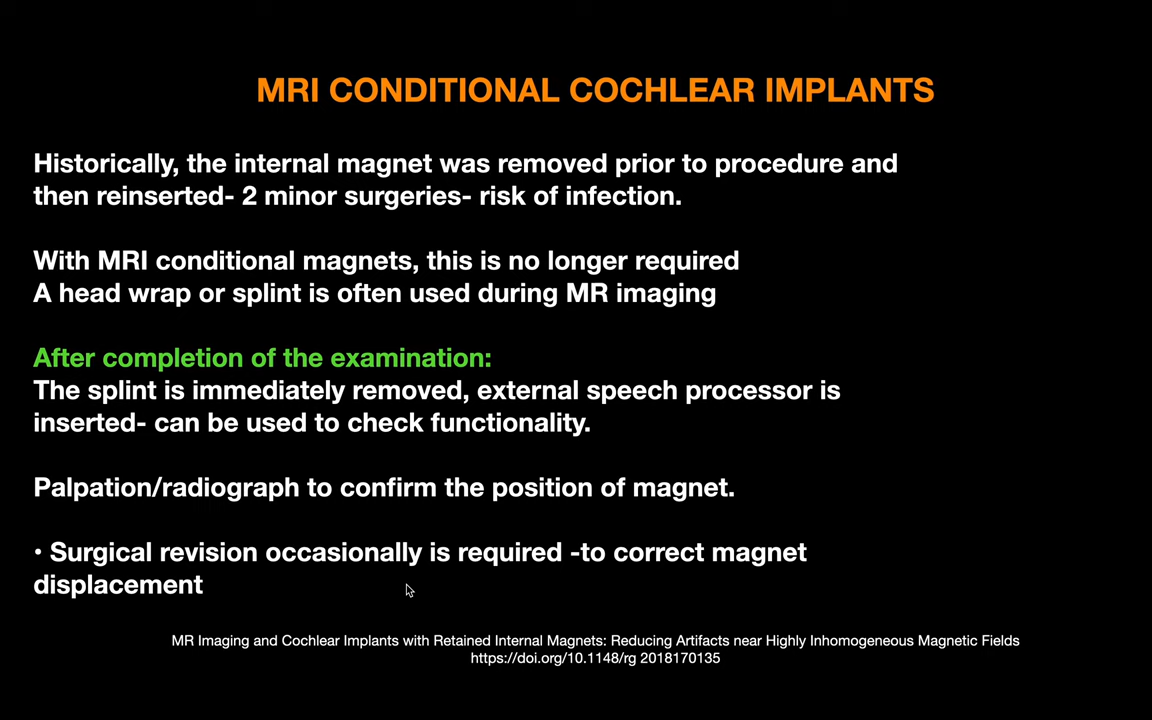 MRI CONDITIONAL COCHLEAR IMPLANTS
Historically, the internal magnet was removed prior to procedure and
then reinserted- 2 minor surgeries- risk of infection.
With MRI conditional magnets, this is no longer required
A head wrap or splint is often used during MR imaging
After completion of the examination:
The splint is immediately removed, external speech processor is
inserted- can be used to check functionality.
Palpation/radiograph to confirm the position of magnet.
• Surgical revision occasionally is required -to correct magnet
displacement
MR Imaging and Cochlear Implants with Retained Internal Magnets: Reducing Artifacts near Highly Inhomogeneous Magnetic Fields
https://doi.org/10.1148/rg 2018170135